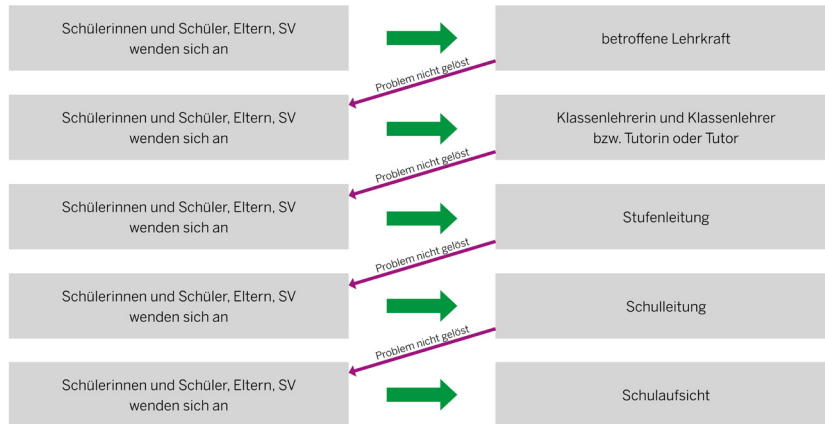 Schülerinnen und Schüler, Eltern, SV
wenden sich an
betroffene Lehrkraft
Problem nicht gelöst
Schülerinnen und Schüler, Eltern, SV
wenden sich an
Klassenlehrerin und Klassenlehrer
bzw. Tutorin oder Tutor
Problem nicht gelöst
Schülerinnen und Schüler, Eltern, SV
wenden sich an
Stufenleitung
Problem nicht gelöst
Schülerinnen und Schüler, Eltern, SV
wenden sich an
Schulleitung
Problem nicht gelöst
Schülerinnen und Schüler, Eltern, SV
wenden sich an
Schulaufsicht